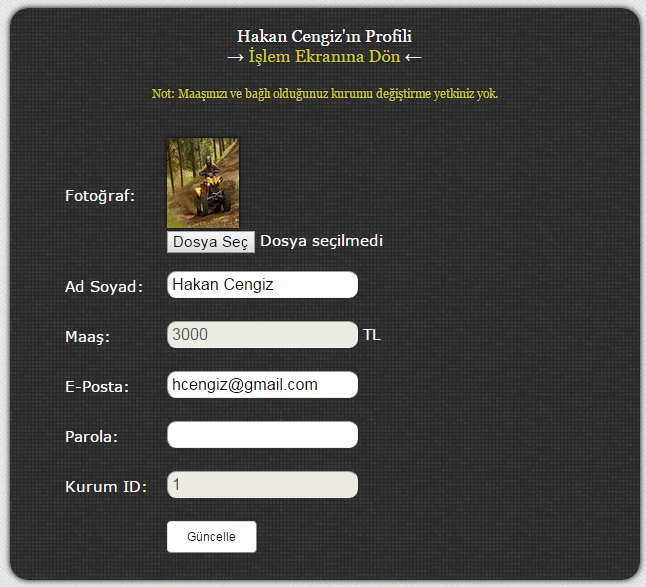 Hakan Cengiz'ın Profili
→ İşlem Ekranına Dön ←
Not: Maaşınızı ve bağlı olduğunuz kurumu değiştirme yetkiniz yok.
Fotoğraf:
Dosya Seç Dosya seçilmedi
Ad Soyad: Hakan Cengiz
Maaş: 3000 TL
E-Posta: hcengiz@gmail.com
Parola:
Kurum ID: 1
Güncelle